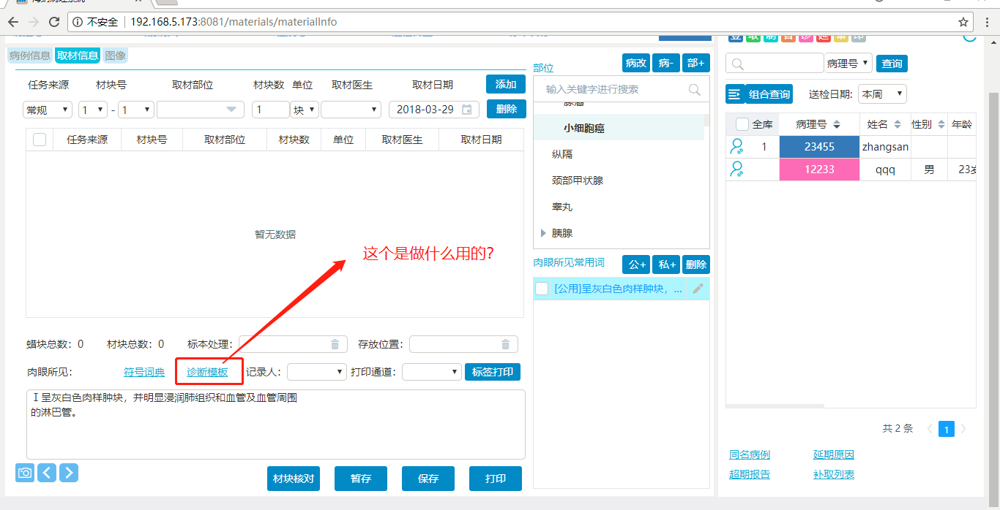 不安全 192.168.5.173:8081/materials/materialInfo
病例信息 取材信息 图像
任务来源 材块号 取材部位 材块数 单位 取材医生 取材日期 添加
常规 1 - 1 1 块 2018-03-29 删除
任务来源 材块号 取材部位 材块数 单位 取材医生 取材日期
暂无数据
这个是做什么用的?
蜡块总数: 0 材块总数: 0 标本处理: 存放位置:
肉眼所见: 符号词典 诊断模板 记录人: 打印通道: 标签打印
Ⅰ呈灰白色肉样肿块，并明显浸润肺组织和血管及血管周围
的淋巴管。
材块核对 暂存 保存 打印
部位 病改 病- 部+
输入关键字进行搜索
小细胞癌
纵隔
颈部甲状腺
睾丸
胰腺
肉眼所见常用词 公+ 私+ 删除
[公用]呈灰白色肉样肿块，...
病理号 查询
组合查询 送检日期: 本周
全库 病理号 姓名 性别 年龄
1 23455 zhangsan
12233 qqq 男 23岁
共 2 条 1
同名病例 延期原因
超期报告 补取列表